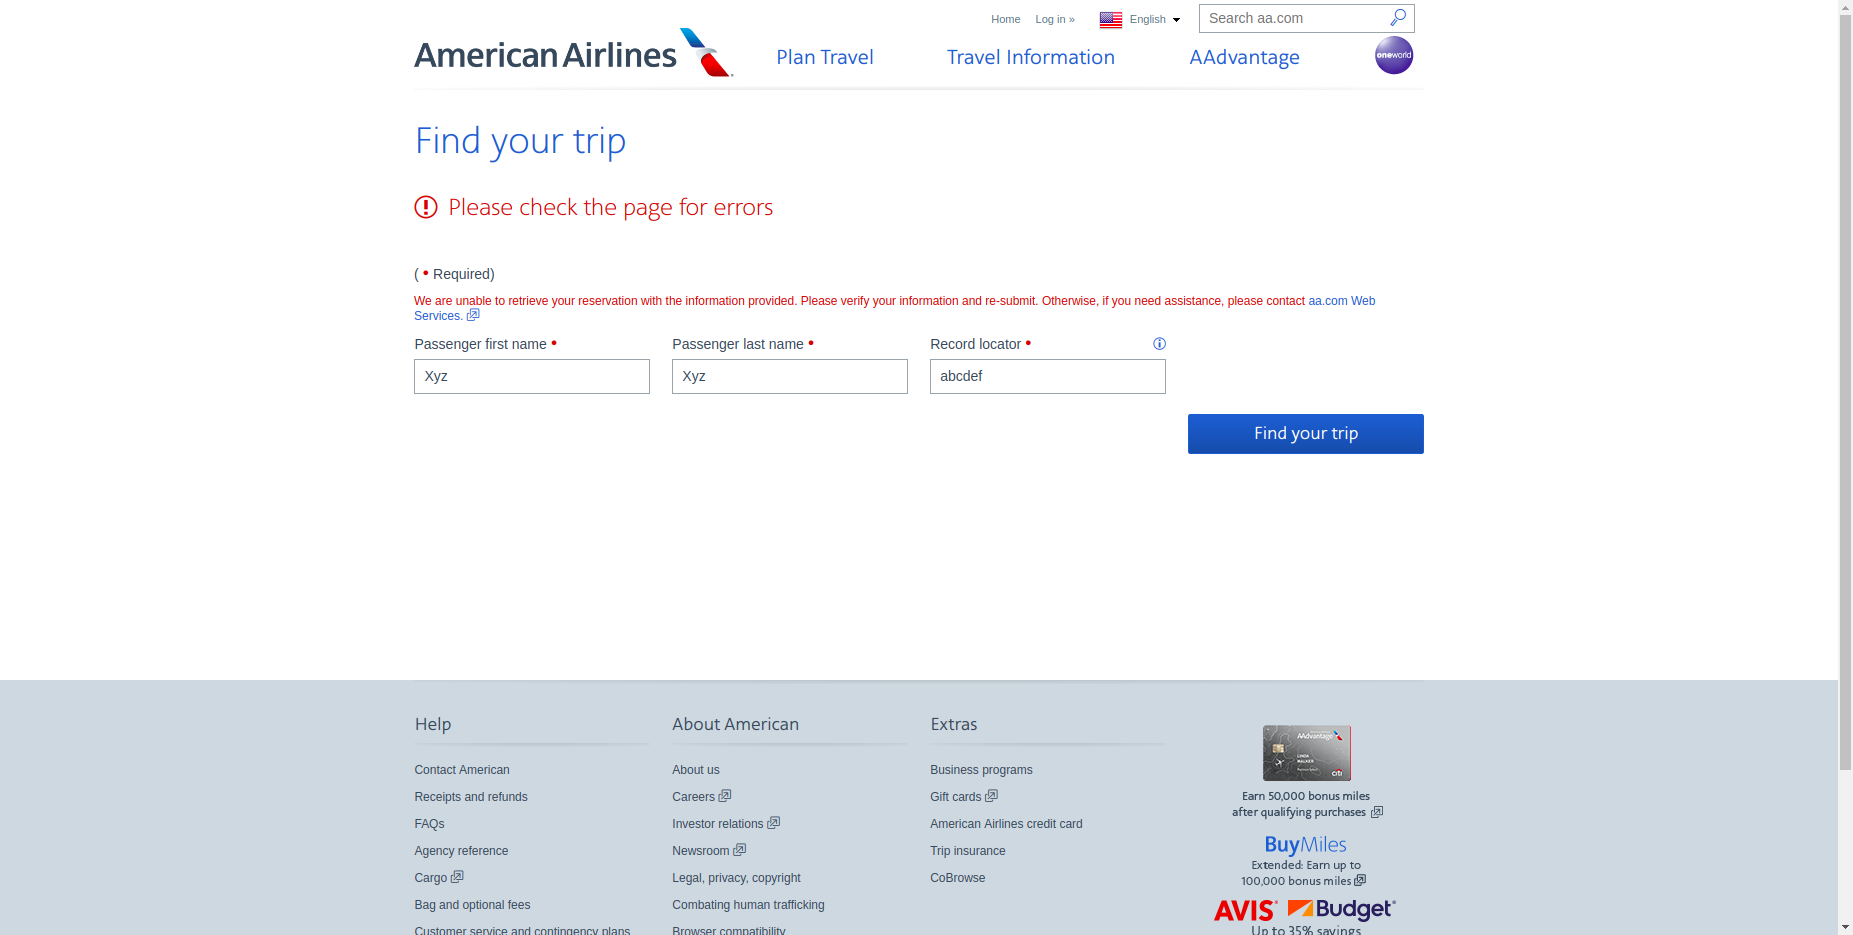 Home Log in » English Search aa.com
American Airlines Plan Travel Travel Information AAdvantage oneworld
Find your trip
Please check the page for errors
( • Required)
We are unable to retrieve your reservation with the information provided. Please verify your information and re-submit. Otherwise, if you need assistance, please contact aa.com Web
Services.
Passenger first name • Passenger last name • Record locator •
Xyz Xyz abcdef
Find your trip
Help About American Extras
AAdvantage
LINDA
WALKER
citi
Contact American About us Business programs
Receipts and refunds Careers Gift cards Earn 50,000 bonus miles
after qualifying purchases
FAQs Investor relations American Airlines credit card
Agency reference Newsroom Trip insurance BuyMiles
Extended: Earn up to
Cargo Legal, privacy, copyright CoBrowse 100,000 bonus miles
Bag and optional fees Combating human trafficking AVIS Budget
Customer service and contingency plans Browser compatibility Up to 35% savings